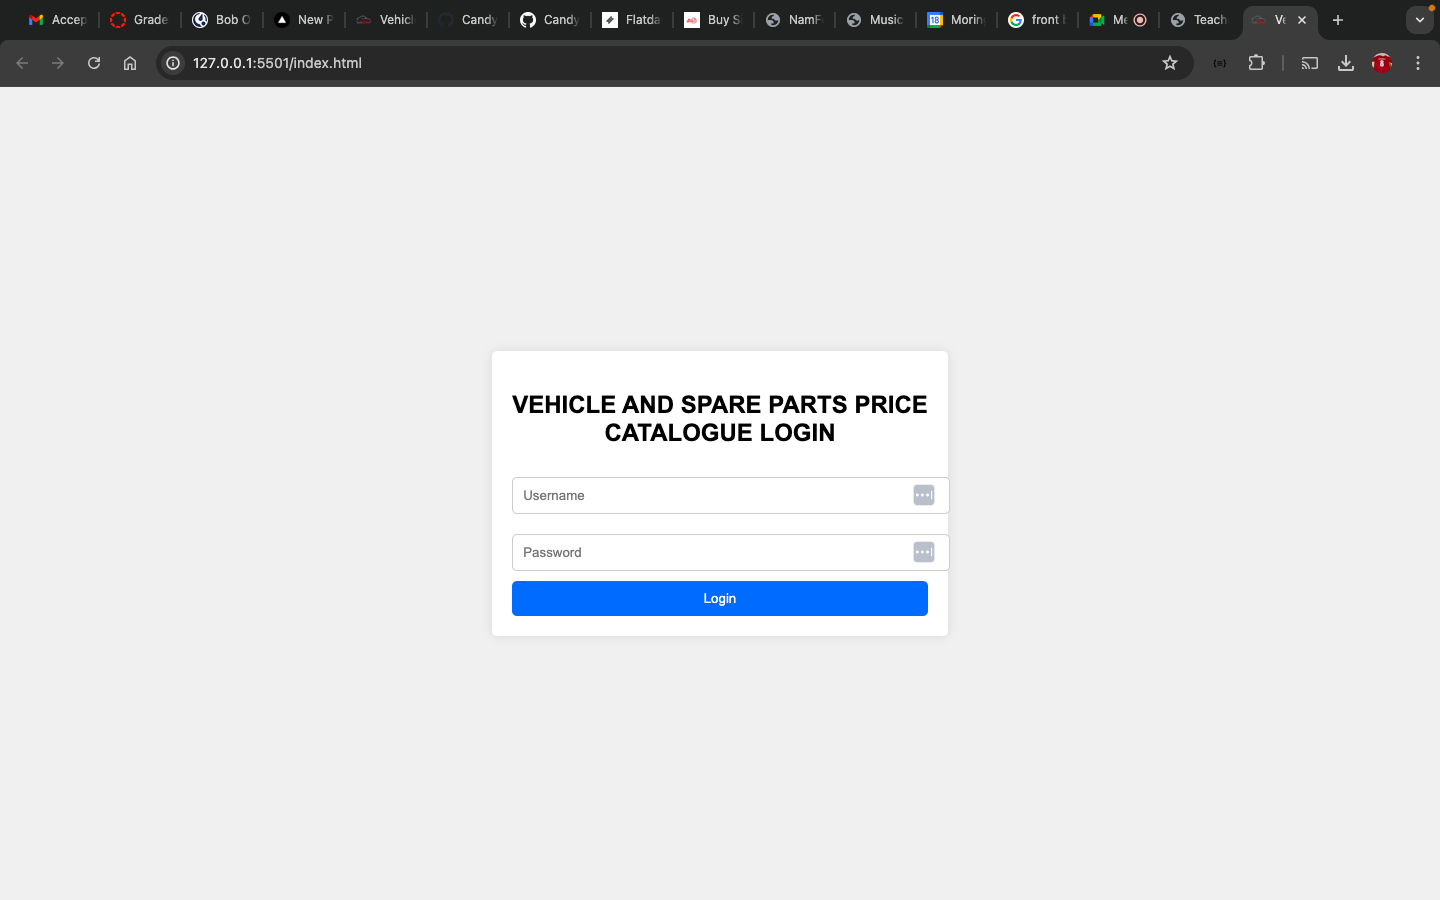 Accep
Grade
Bob O
New P
Vehicl
Candy
Candy
Flatda
Buy S
NamF
Music
Morin
front
Me
Teach
Ve
127.0.0.1:5501/index.html
VEHICLE AND SPARE PARTS PRICE
CATALOGUE LOGIN
Username
Password
Login